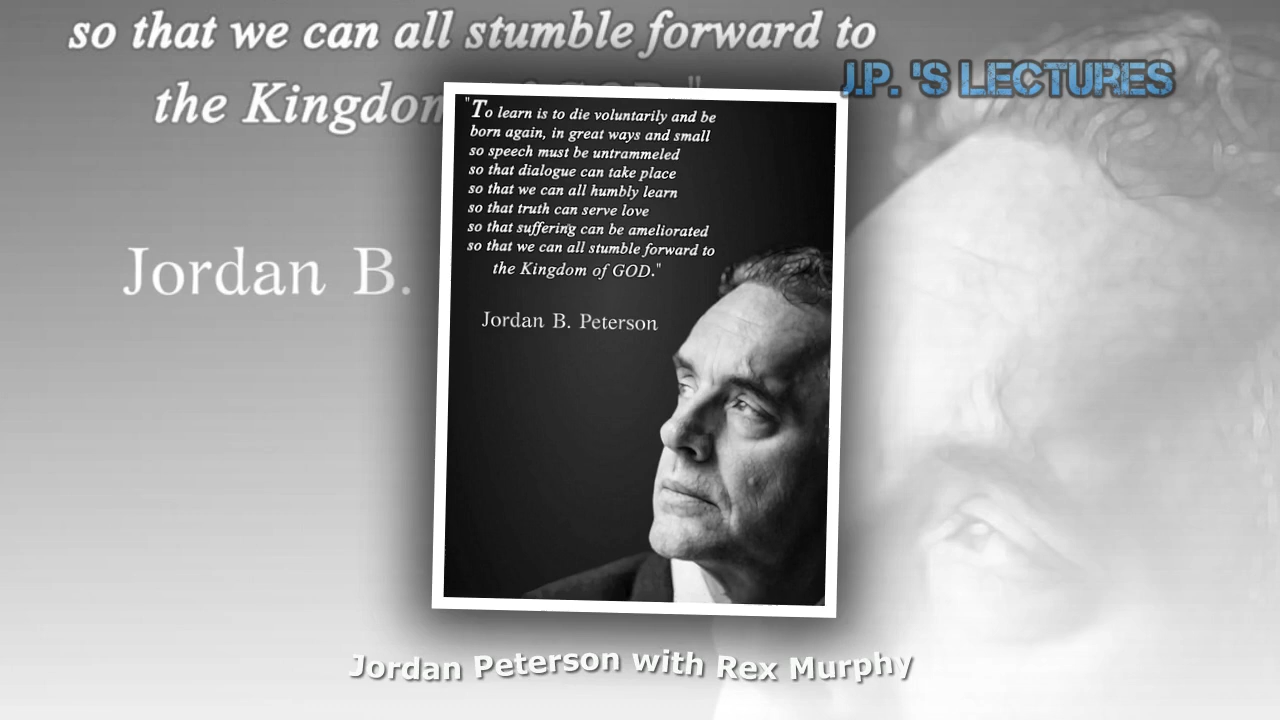 so that we can all stumble forward to
the Kingdom
J.P. 'S LECTURES
"To learn is to die voluntarily and be
born again, in great ways and small
so speech must be untrammeled
so that dialogue can take place
so that we can all humbly learn
so that truth can serve love
so that suffering can be ameliorated
so that we can all stumble forward to
the Kingdom of GOD."
Jordan B. Peterson
Jordan B.
Jordan Peterson with Rex Murphy